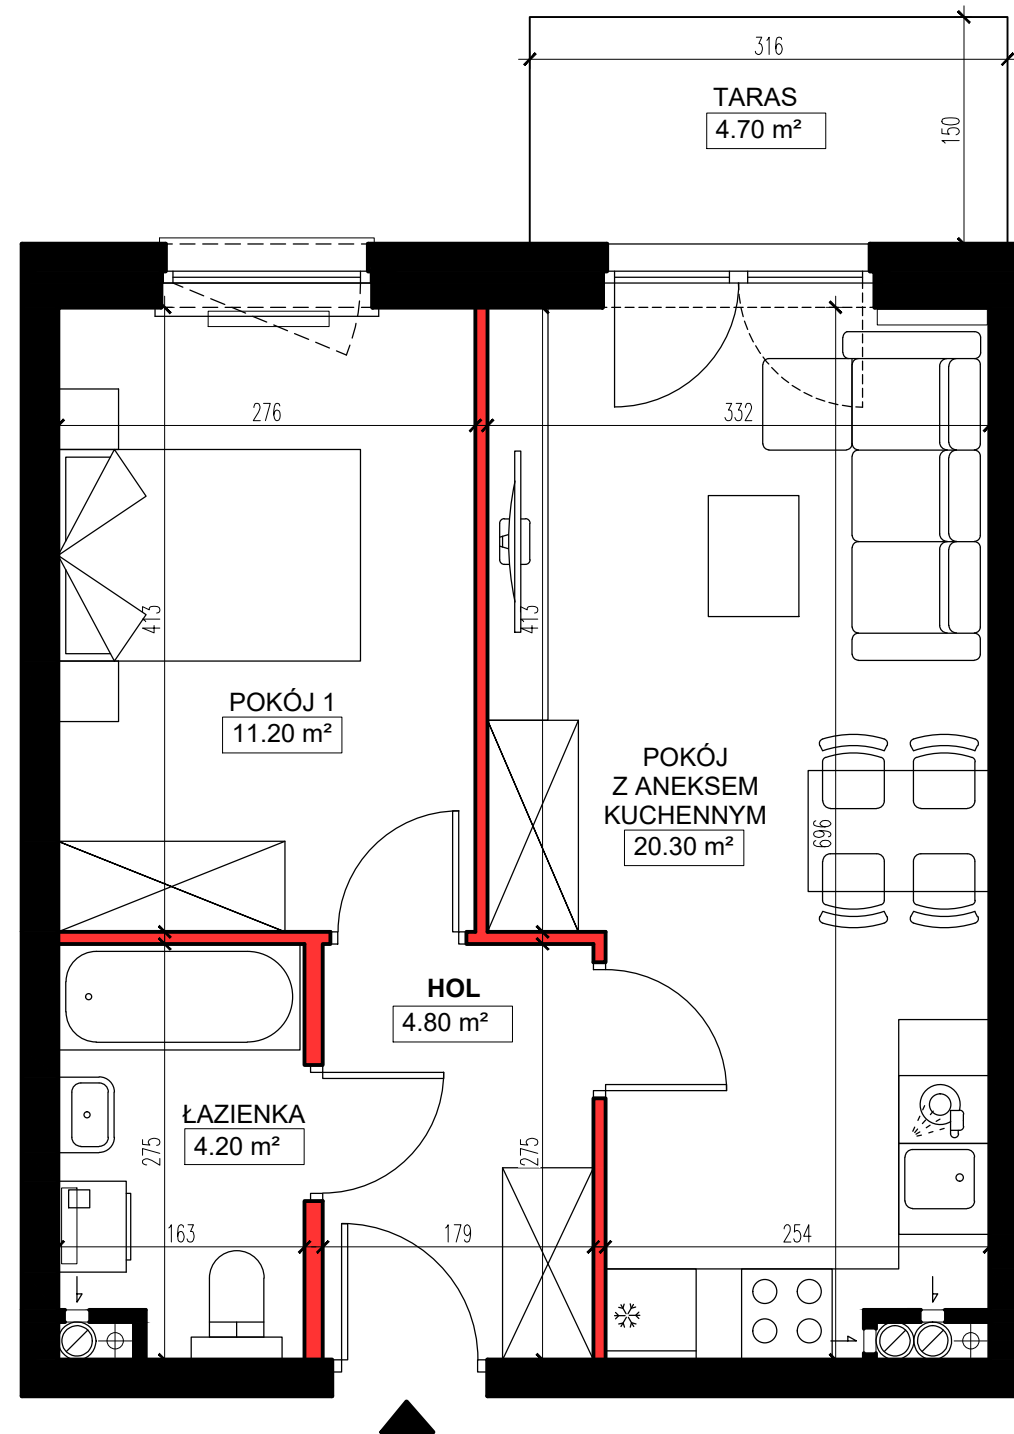 316
TARAS
4.70 m²
150
276
332
413
413
POKÓJ 1
11.20 m²
POKÓJ
Z ANEKSEM
KUCHENNYM
20.30 m²
696
HOL
4.80 m²
ŁAZIENKA
4.20 m²
275
275
163
179
254